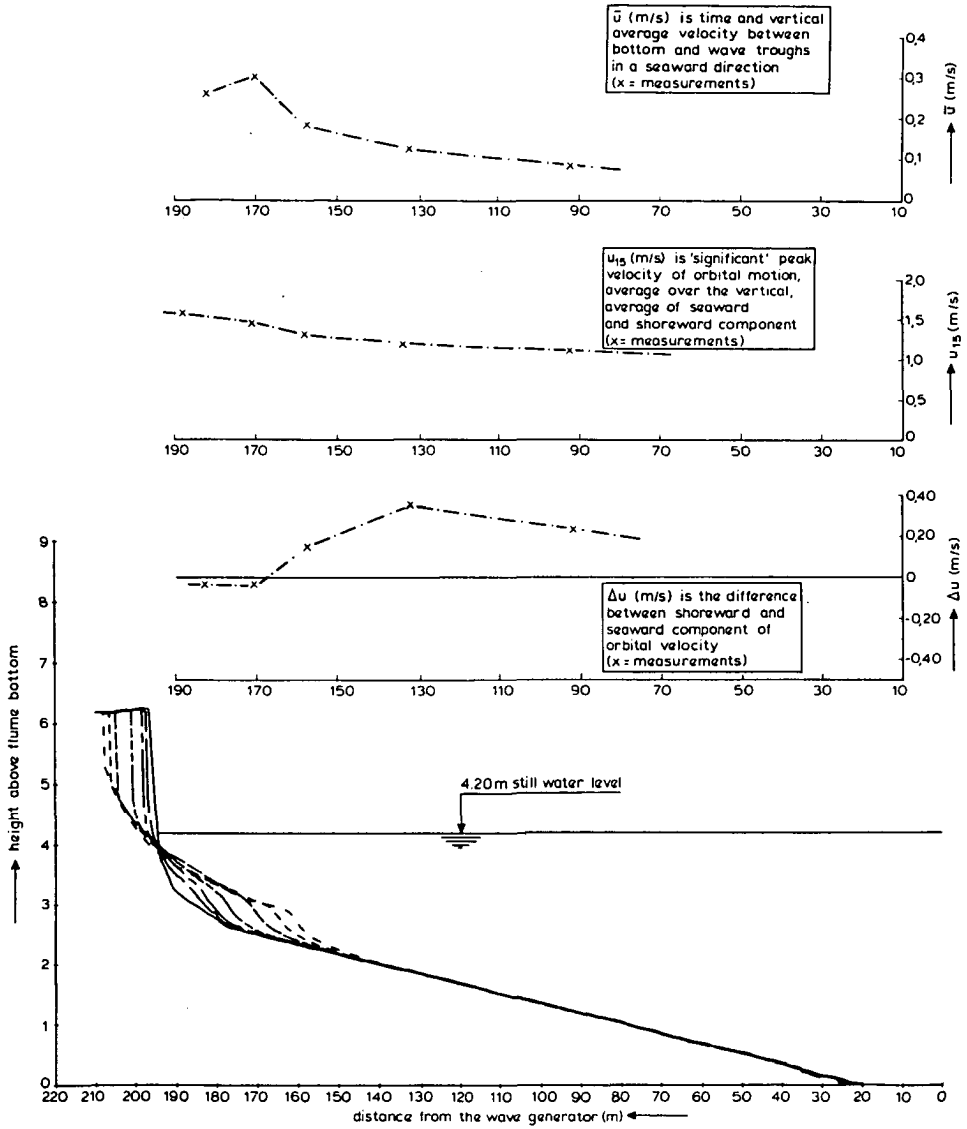 ū (m/s) is time and vertical
average velocity between
bottom and wave troughs
in a seaward direction
(x = measurements)
0,4
0,3
0,2
0,1
0
ū (m/s)
190 170 150 130 110 90 70 50 30 10
u15 (m/s) is 'significant' peak
velocity of orbital motion,
average over the vertical,
average of seaward
and shoreward component
(x = measurements)
2,0
1,5
1,0
0,5
0
u15 (m/s)
190 170 150 130 110 90 70 50 30 10
0,40
0,20
0
-0,20
-0,40
Δu (m/s)
Δu (m/s) is the difference
between shoreward and
seaward component of
orbital velocity
(x = measurements)
190 170 150 130 110 90 70 50 30 10
9
8
7
6
5
4
3
2
1
0
height above flume bottom
4.20m still water level
220 210 200 190 180 170 160 150 140 130 120 110 100 90 80 70 60 50 40 30 20 10 0
distance from the wave generator (m)